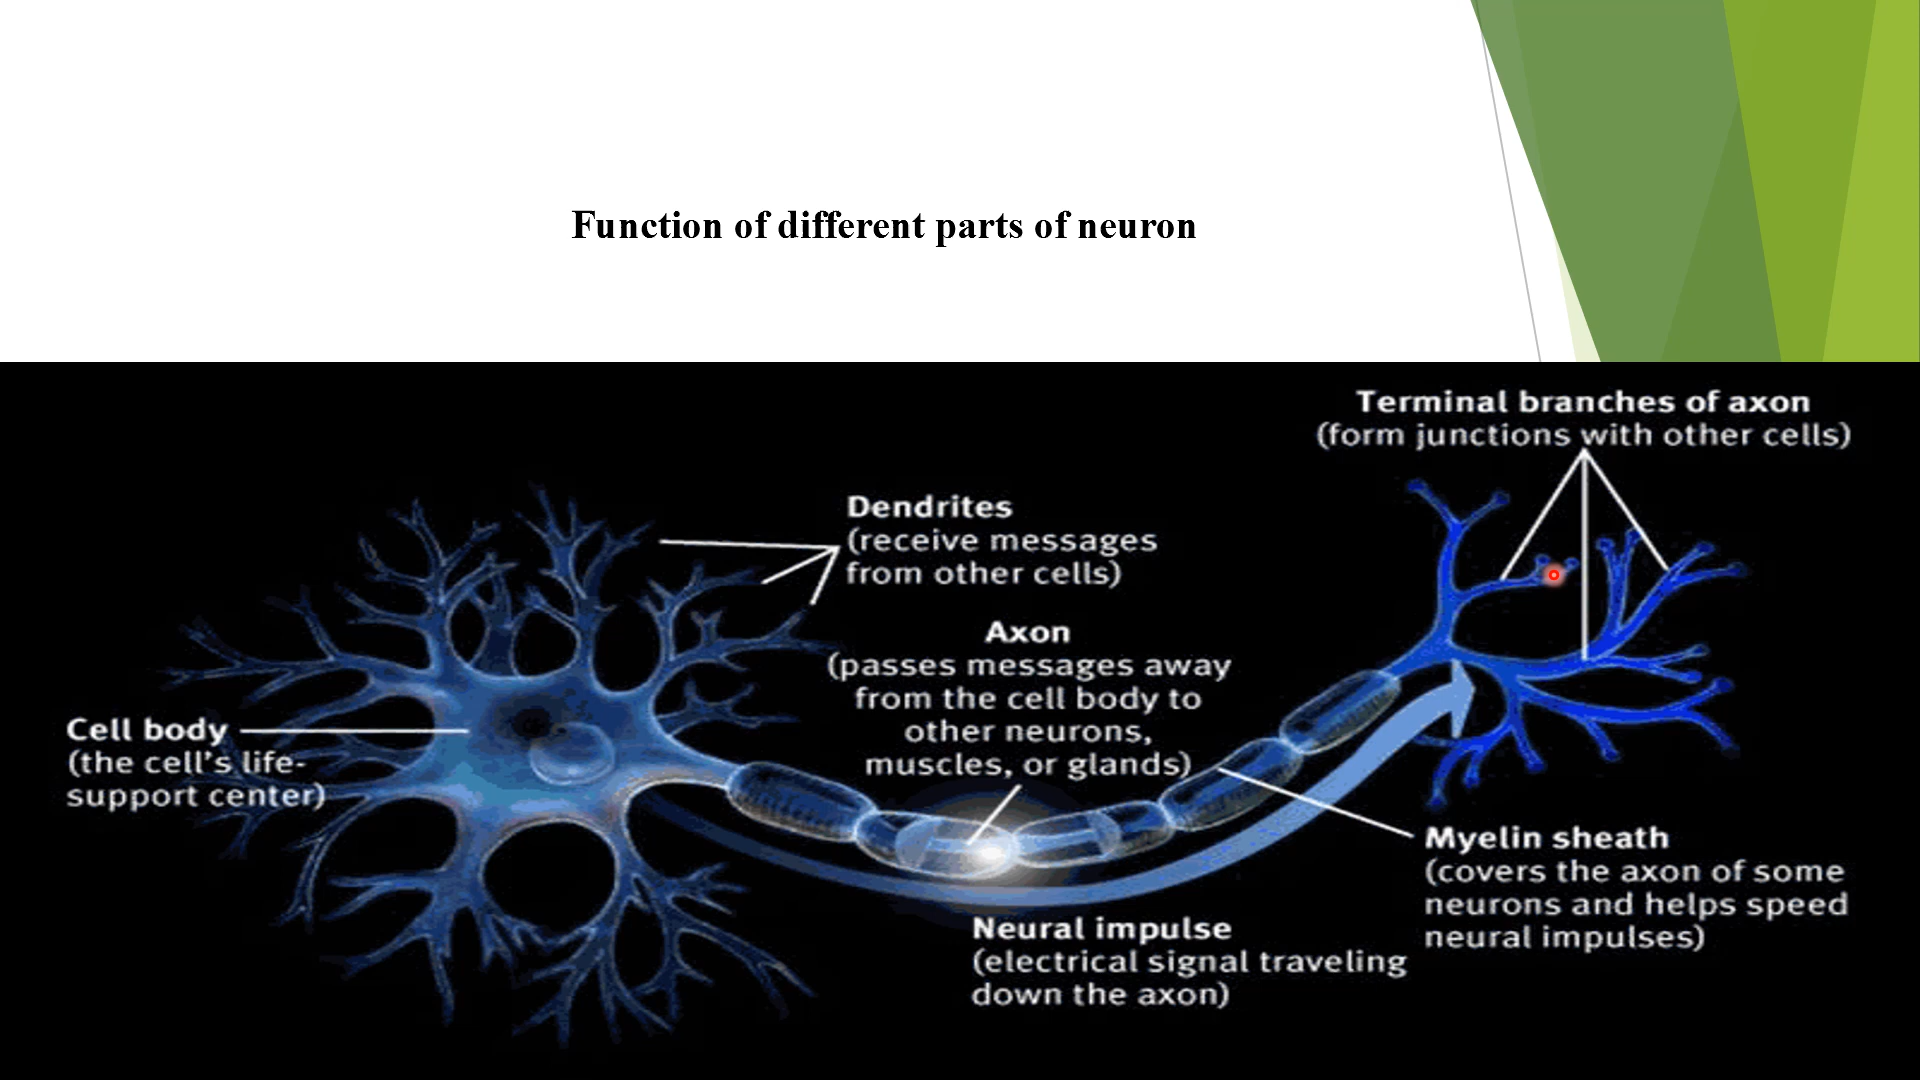 Function of different parts of neuron
Terminal branches of axon
(form junctions with other cells)
Dendrites
(receive messages
from other cells)
Axon
(passes messages away
from the cell body to
other neurons,
muscles, or glands)
Cell body
(the cell's life-
support center)
Myelin sheath
(covers the axon of some
neurons and helps speed
neural impulses)
Neural impulse
(electrical signal traveling
down the axon)